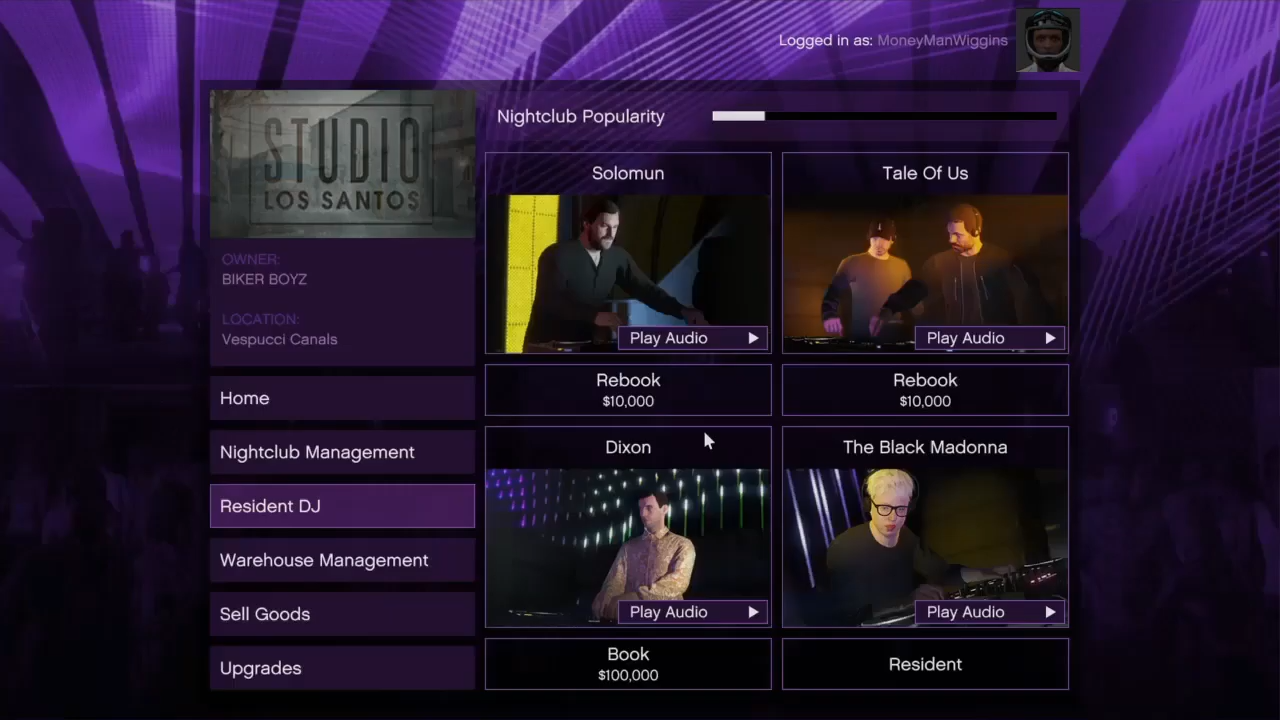 Logged in as: MoneyManWiggins
STUDIO
LOS SANTOS
OWNER:
BIKER BOYZ
LOCATION:
Vespucci Canals
Home
Nightclub Management
Resident DJ
Warehouse Management
Sell Goods
Upgrades
Nightclub Popularity
Solomun
Play Audio
Rebook
$10,000
Tale Of Us
Play Audio
Rebook
$10,000
Dixon
Play Audio
Book
$100,000
The Black Madonna
Play Audio
Resident